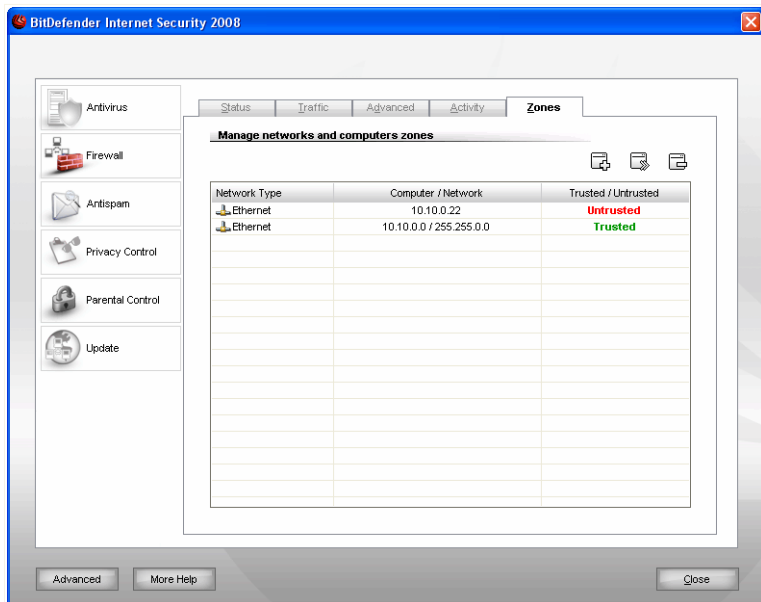 BitDefender Internet Security 2008
Antivirus
Firewall
Antispam
Privacy Control
Parental Control
Update
Status Traffic Advanced Activity Zones
Manage networks and computers zones
Network Type Computer / Network Trusted / Untrusted
Ethernet 10.10.0.22 Untrusted
Ethernet 10.10.0.0 / 255.255.0.0 Trusted
Advanced More Help Close